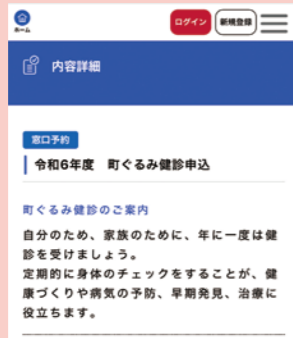 ホーム
ログイン
新規登録
内容詳細
窓口予約
令和6年度 町ぐるみ健診申込
町ぐるみ健診のご案内
自分のため、家族のために、年に一度は健
診を受けましょう。
定期的に身体のチェックをすることが、健
康づくりや病気の予防、早期発見、治療に
役立ちます。